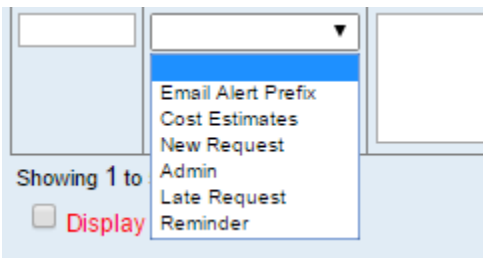 Email Alert Prefix
Cost Estimates
New Request
Admin
Showing 1 to
Late Request
Display
Reminder